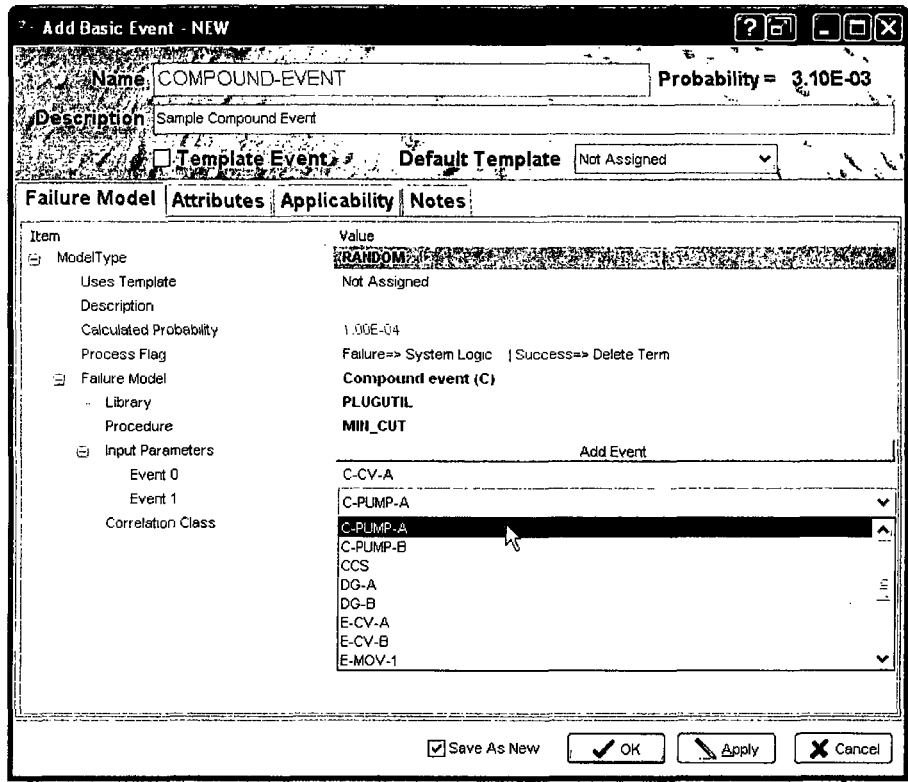 Add Basic Event - NEW
Name COMPOUND-EVENT Probability = 3.10E-03
Description Sample Compound Event
Template Event Default Template Not Assigned
Failure Model Attributes Applicability Notes
Item Value
ModelType RANDOM
Uses Template Not Assigned
Description
Calculated Probability 1.00E-04
Process Flag Failure=> System Logic | Success=> Delete Term
Failure Model Compound event (C)
Library PLUGUTIL
Procedure MIN_CUT
Input Parameters Add Event
Event 0 C-CV-A
Event 1 C-PUMP-A
Correlation Class C-PUMP-A
C-PUMP-B
CCS
DG-A
DG-B
E-CV-A
E-CV-B
E-MOV-1
Save As New OK Apply Cancel